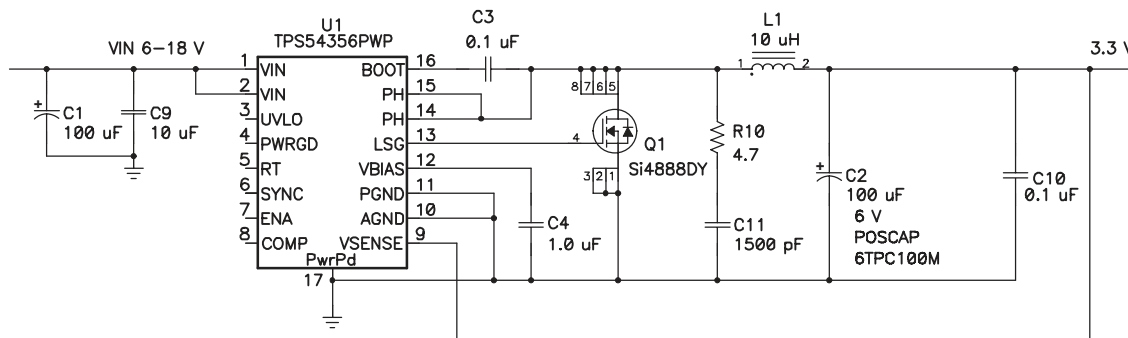 VIN 6–18 V
C1
100 uF
C9
10 uF
U1
TPS54356PWP
1 VIN
2 VIN
3 UVLO
4 PWRGD
5 RT
6 SYNC
7 ENA
8 COMP
BOOT 16
PH 15
PH 14
LSG 13
VBIAS 12
PGND 11
AGND 10
VSENSE 9
PwrPd
17
C3
0.1 uF
C4
1.0 uF
8 7 6 5
4
3 2 1
Q1
Si4888DY
R10
4.7
C11
1500 pF
L1
10 uH
1 2
C2
100 uF
6 V
POSCAP
6TPC100M
C10
0.1 uF
3.3 V